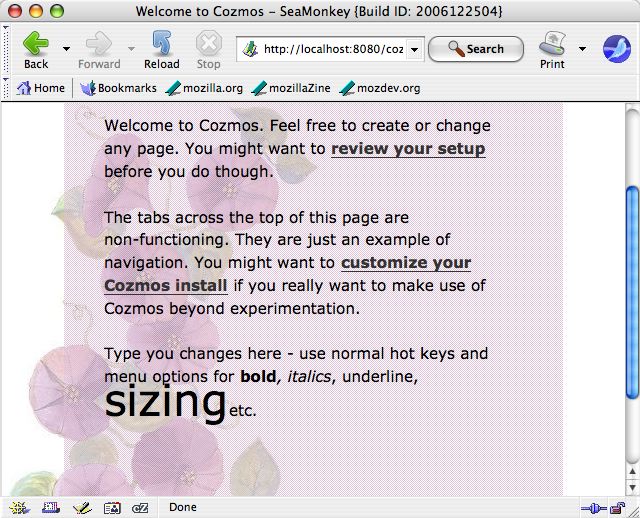 Welcome to Cozmos – SeaMonkey {Build ID: 2006122504}
Back Forward Reload Stop http://localhost:8080/coz Search Print
Home Bookmarks mozilla.org mozillaZine mozdev.org
Welcome to Cozmos. Feel free to create or change
any page. You might want to review your setup
before you do though.
The tabs across the top of this page are
non-functioning. They are just an example of
navigation. You might want to customize your
Cozmos install if you really want to make use of
Cozmos beyond experimentation.
Type you changes here - use normal hot keys and
menu options for bold, italics, underline,
sizing etc.
Done